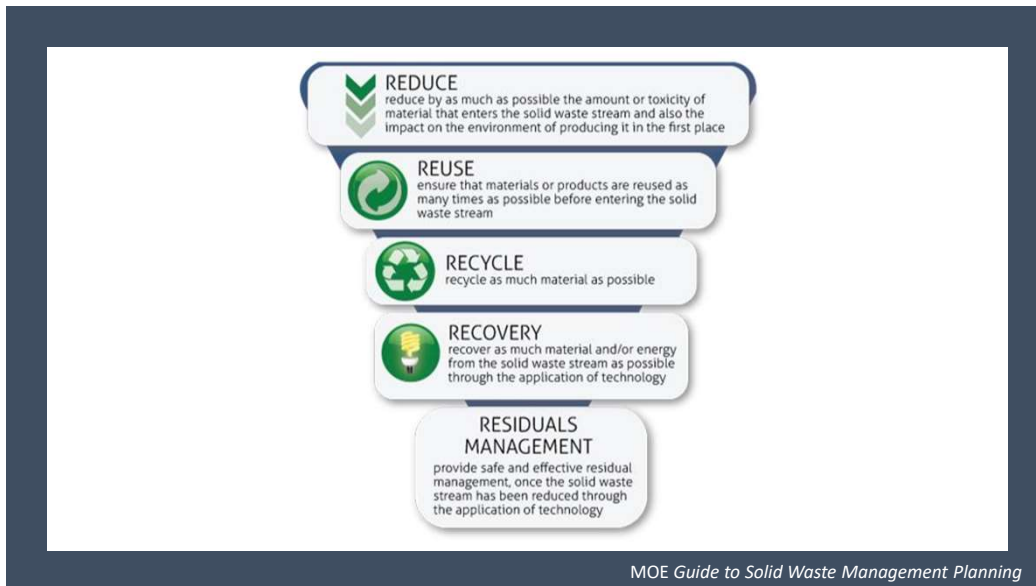 REDUCE
reduce by as much as possible the amount or toxicity of
material that enters the solid waste stream and also the
impact on the environment of producing it in the first place
REUSE
ensure that materials or products are reused as
many times as possible before entering the solid
waste stream
RECYCLE
recycle as much material as possible
RECOVERY
recover as much material and/or energy
from the solid waste stream as possible
through the application of technology
RESIDUALS
MANAGEMENT
provide safe and effective residual
management, once the solid waste
stream has been reduced through
the application of technology
MOE Guide to Solid Waste Management Planning